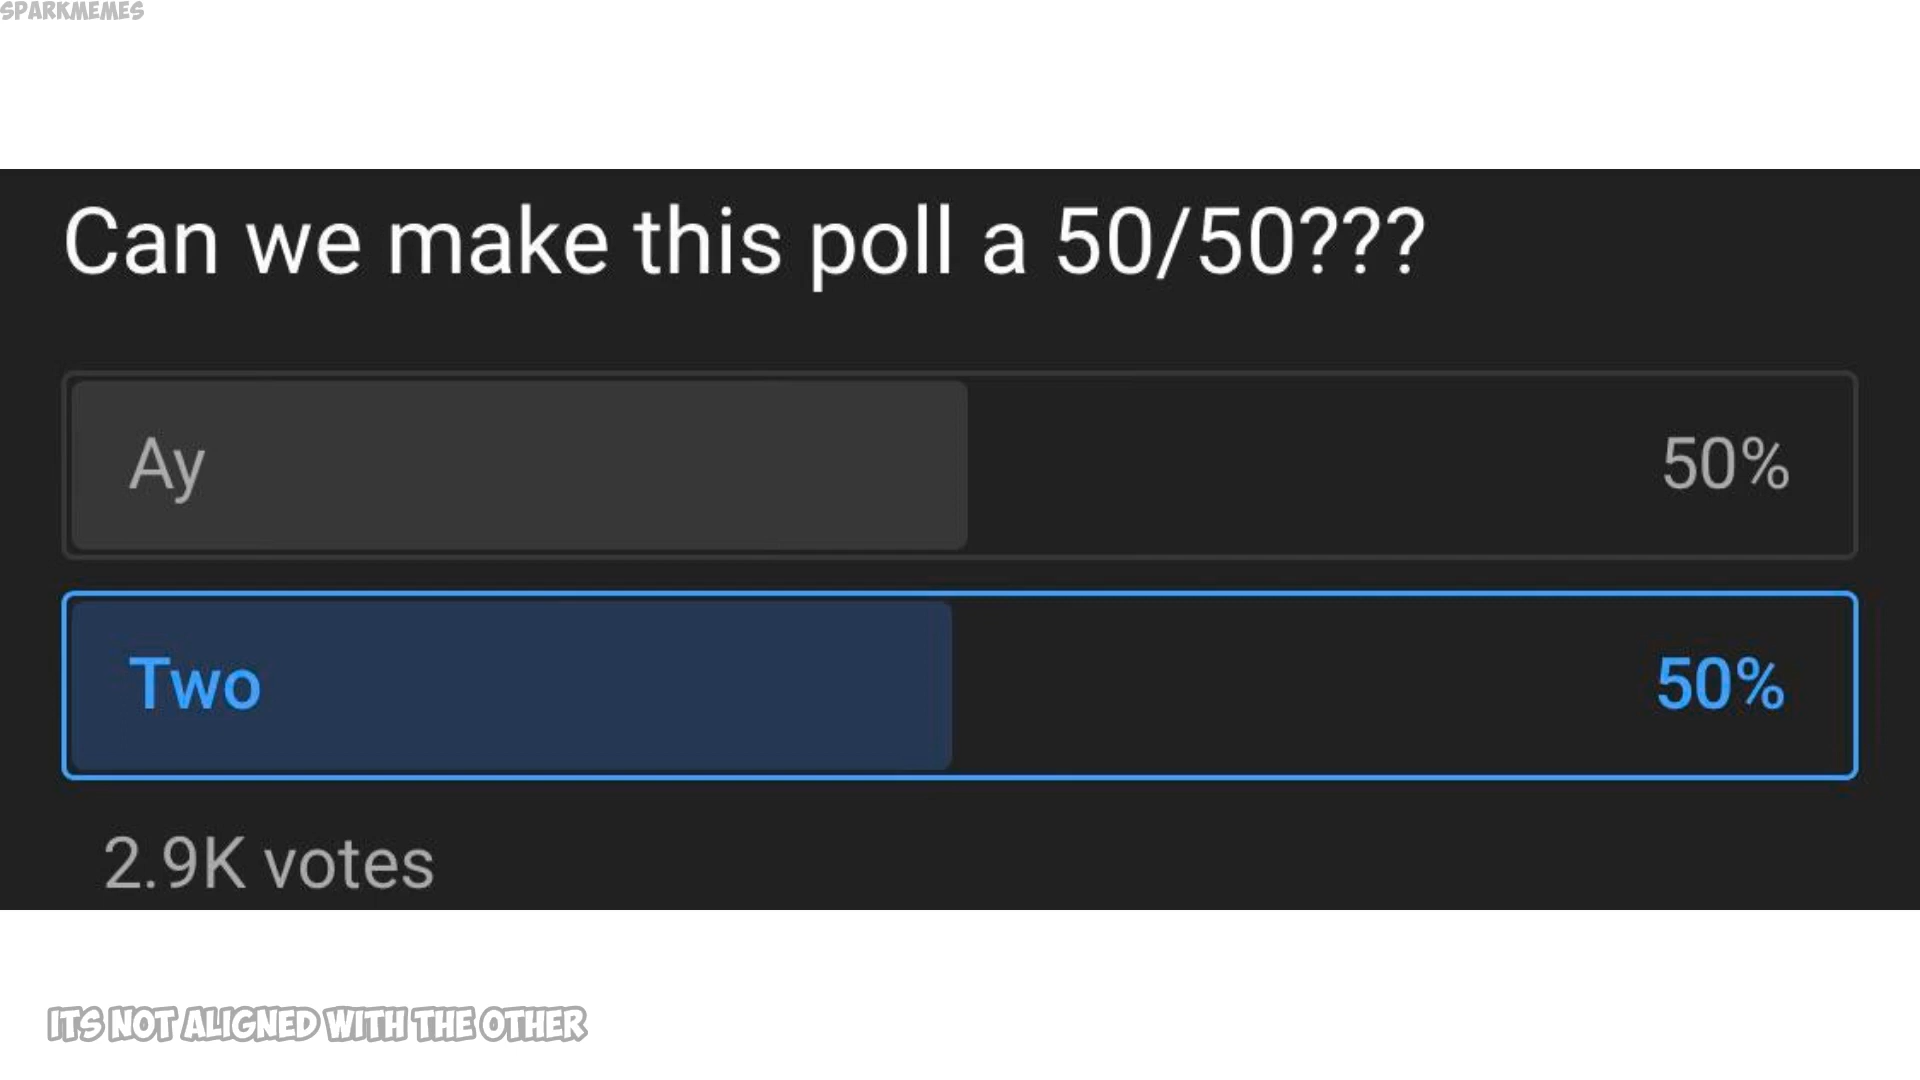 SPARKMEMES
Can we make this poll a 50/50???
Ay 50%
Two 50%
2.9K votes
ITS NOT ALIGNED WITH THE OTHER